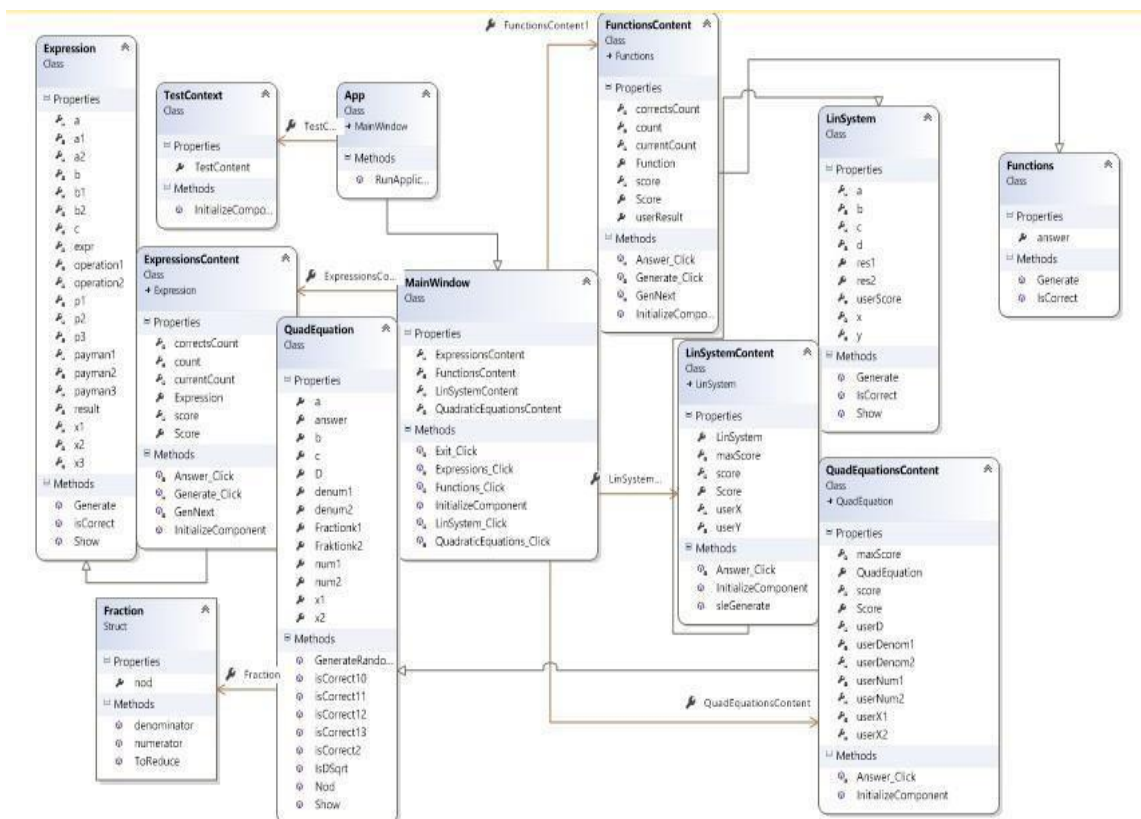 FunctionsContent1
Expression
Class
Properties
a
a1
a2
b
b1
b2
c
expr
operation1
operation2
p1
p2
p3
payman1
payman2
payman3
result
x1
x2
x3
Methods
Generate
isCorrect
Show
TestContext
Class
Properties
TestContent
Methods
InitializeCompo...
TestC...
App
Class
MainWindow
Methods
RunApplic...
FunctionsContent
Class
Functions
Properties
correctsCount
count
currentCount
Function
score
Score
userResult
Methods
Answer_Click
Generate_Click
GenNext
InitializeCompo...
LinSystem
Class
Properties
a
b
c
d
res1
res2
userScore
x
y
Methods
Generate
IsCorrect
Show
Functions
Class
Properties
answer
Methods
Generate
IsCorrect
ExpressionsContent
Class
Expression
Properties
correctsCount
count
currentCount
Expression
score
Score
Methods
Answer_Click
Generate_Click
GenNext
InitializeComponent
ExpressionsCo...
QuadEquation
Class
Properties
a
answer
b
c
D
denum1
denum2
Fractionk1
Fraktionk2
num1
num2
x1
x2
Methods
GenerateRando...
isCorrect10
isCorrect11
isCorrect12
isCorrect13
isCorrect2
IsDSqrt
Nod
Show
MainWindow
Class
Properties
ExpressionsContent
FunctionsContent
LinSystemContent
QuadraticEquationsContent
Methods
Exit_Click
Expressions_Click
Functions_Click
InitializeComponent
LinSystem_Click
QuadraticEquations_Click
LinSystem...
LinSystemContent
Class
LinSystem
Properties
LinSystem
maxScore
score
Score
userX
userY
Methods
Answer_Click
InitializeComponent
sleGenerate
QuadEquationsContent
Class
QuadEquation
Properties
maxScore
QuadEquation
score
Score
userD
userDenom1
userDenom2
userNum1
userNum2
userX1
userX2
Methods
Answer_Click
InitializeComponent
Fraction
Struct
Properties
nod
Methods
denominator
numerator
ToReduce
Fraction
QuadEquationsContent